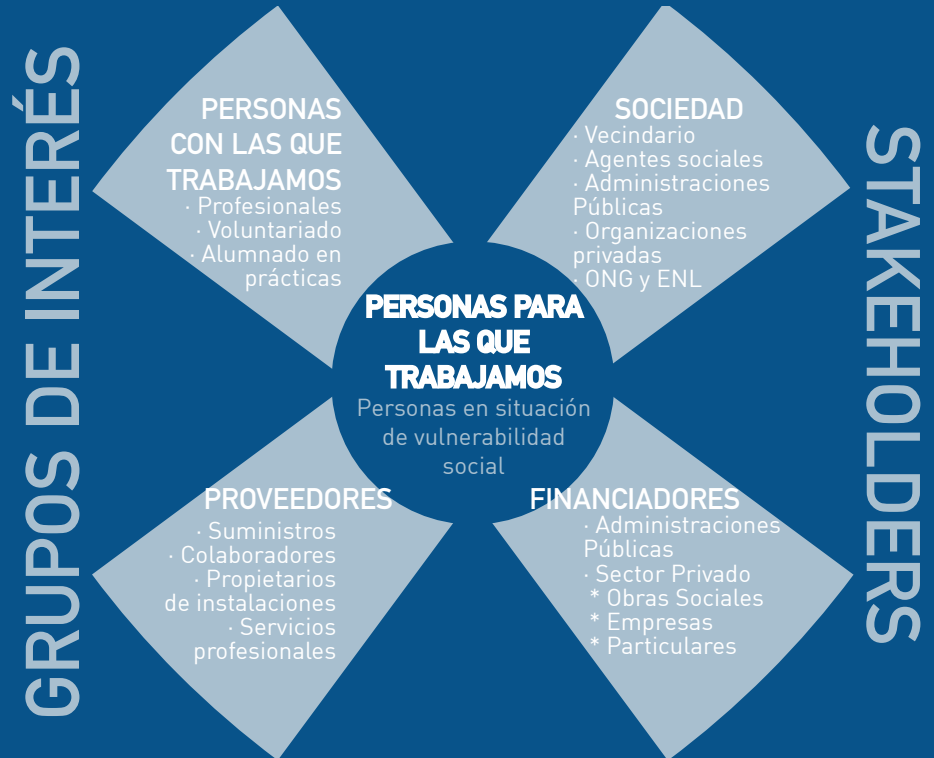 GRUPOS DE INTERÉS
PERSONAS
CON LAS QUE
TRABAJAMOS
· Profesionales
· Voluntariado
· Alumnado en
prácticas
SOCIEDAD
· Vecindario
· Agentes sociales
· Administraciones
Públicas
· Organizaciones
privadas
· ONG y ENL
PERSONAS PARA
LAS QUE
TRABAJAMOS
Personas en situación
de vulnerabilidad
social
PROVEEDORES
· Suministros
· Colaboradores
· Propietarios
de instalaciones
· Servicios
profesionales
FINANCIADORES
· Administraciones
Públicas
· Sector Privado
* Obras Sociales
* Empresas
* Particulares
STAKEHOLDERS